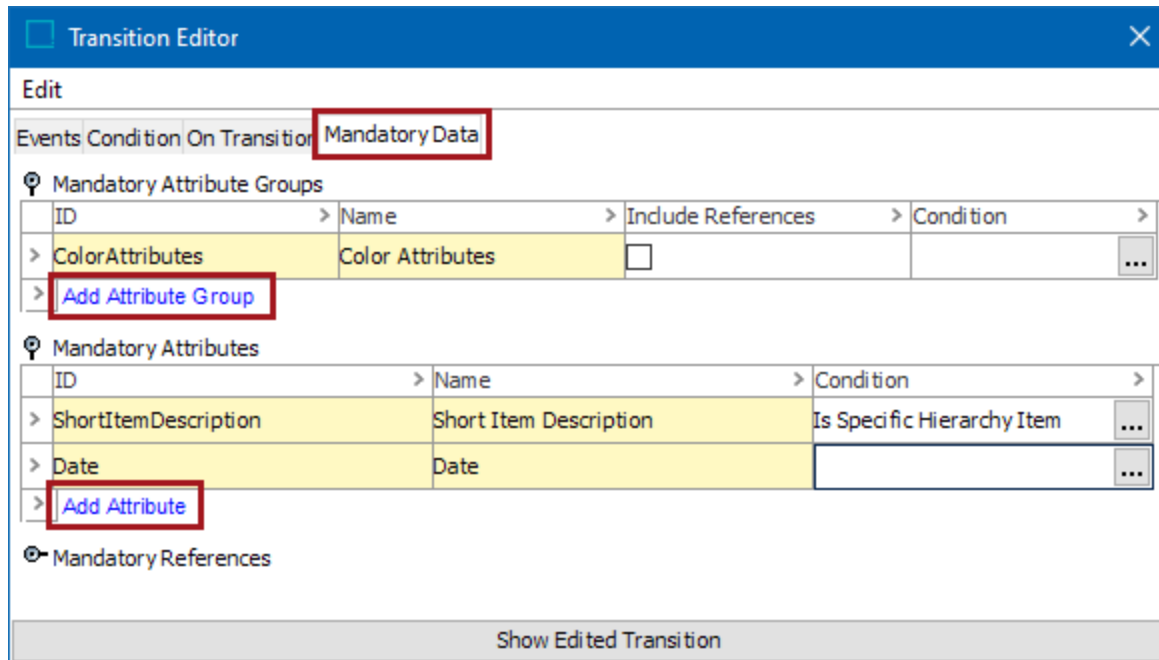 Transition Editor
Edit
Events Condition On Transition Mandatory Data
Mandatory Attribute Groups
ID > Name > Include References > Condition >
> ColorAttributes Color Attributes ...
> Add Attribute Group
Mandatory Attributes
ID > Name > Condition >
> ShortItemDescription Short Item Description Is Specific Hierarchy Item ...
> Date Date ...
> Add Attribute
Mandatory References
Show Edited Transition